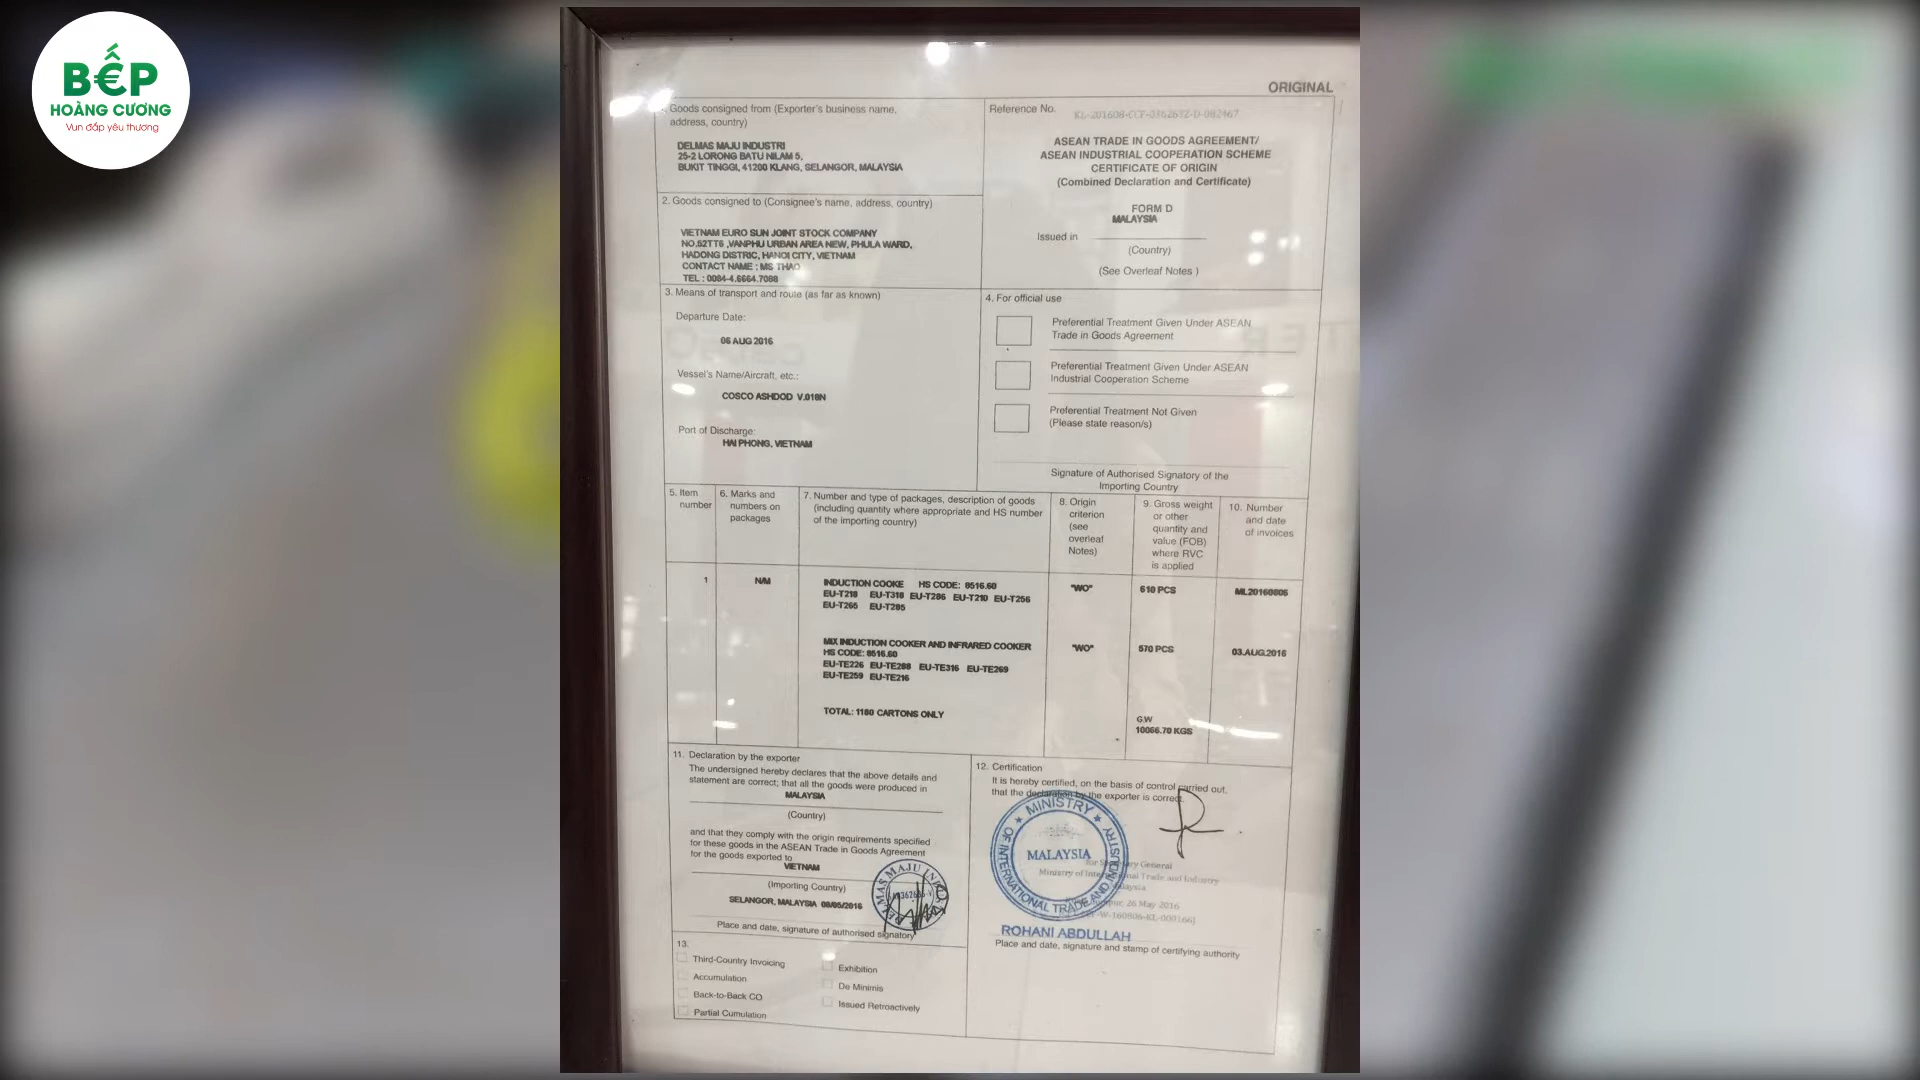 BẾP
HOÀNG CƯƠNG
Vun đắp yêu thương
ORIGINAL
Goods consigned from (Exporter's business name,
address, country)
DELMAS MAJU INDUSTRI
25-2 LORONG BATU NILAM 5,
BUKIT TINGGI, 41200 KLANG, SELANGOR, MALAYSIA
Reference No.
ASEAN TRADE IN GOODS AGREEMENT/
ASEAN INDUSTRIAL COOPERATION SCHEME
CERTIFICATE OF ORIGIN
(Combined Declaration and Certificate)
FORM D
MALAYSIA
Issued in
(Country)
(See Overleaf Notes )
2. Goods consigned to (Consignee's name, address, country)
VIETNAM EURO SUN JOINT STOCK COMPANY
NO.52TT6 ,VANPHU URBAN AREA NEW, PHULA WARD,
HADONG DISTRIC, HANOI CITY, VIETNAM
CONTACT NAME : MS THAO
TEL : 0084-4.6664.7088
3. Means of transport and route (as far as known)
Departure Date:
06 AUG 2016
Vessel's Name/Aircraft, etc.:
COSCO ASHDOD V.018N
Port of Discharge:
HAI PHONG, VIETNAM
4. For official use
Preferential Treatment Given Under ASEAN
Trade in Goods Agreement
Preferential Treatment Given Under ASEAN
Industrial Cooperation Scheme
Preferential Treatment Not Given
(Please state reason/s)
Signature of Authorised Signatory of the
Importing Country
5. Item
number
6. Marks and
numbers on
packages
7. Number and type of packages, description of goods
(including quantity where appropriate and HS number
of the importing country)
8. Origin
criterion
(see
overleaf
Notes)
9. Gross weight
or other
quantity and
value (FOB)
where RVC
is applied
10. Number
and date
of invoices
1
N/M
INDUCTION COOKE HS CODE: 8516.60
EU-T218 EU-T318 EU-T286 EU-T210 EU-T256
EU-T265 EU-T285
"WO"
610 PCS
ML20160806
MIX INDUCTION COOKER AND INFRARED COOKER
HS CODE: 8516.60
EU-TE226 EU-TE288 EU-TE316 EU-TE269
EU-TE259 EU-TE216
"WO"
570 PCS
03.AUG.2016
TOTAL: 1180 CARTONS ONLY
G.W
10066.70 KGS
11. Declaration by the exporter
The undersigned hereby declares that the above details and
statement are correct; that all the goods were produced in
MALAYSIA
(Country)
and that they comply with the origin requirements specified
for these goods in the ASEAN Trade in Goods Agreement
for the goods exported to
VIETNAM
(Importing Country)
SELANGOR, MALAYSIA 08/05/2016
Place and date, signature of authorised signatory
12. Certification
It is hereby certified, on the basis of control carried out,
that the declaration by the exporter is correct.
MINISTRY
OF INTERNATIONAL TRADE AND INDUSTRY
MALAYSIA
26 May 2016
ROHANI ABDULLAH
Place and date, signature and stamp of certifying authority
13.
Third-Country Invoicing
Accumulation
Back-to-Back CO
Partial Cumulation
Exhibition
De Minimis
Issued Retroactively